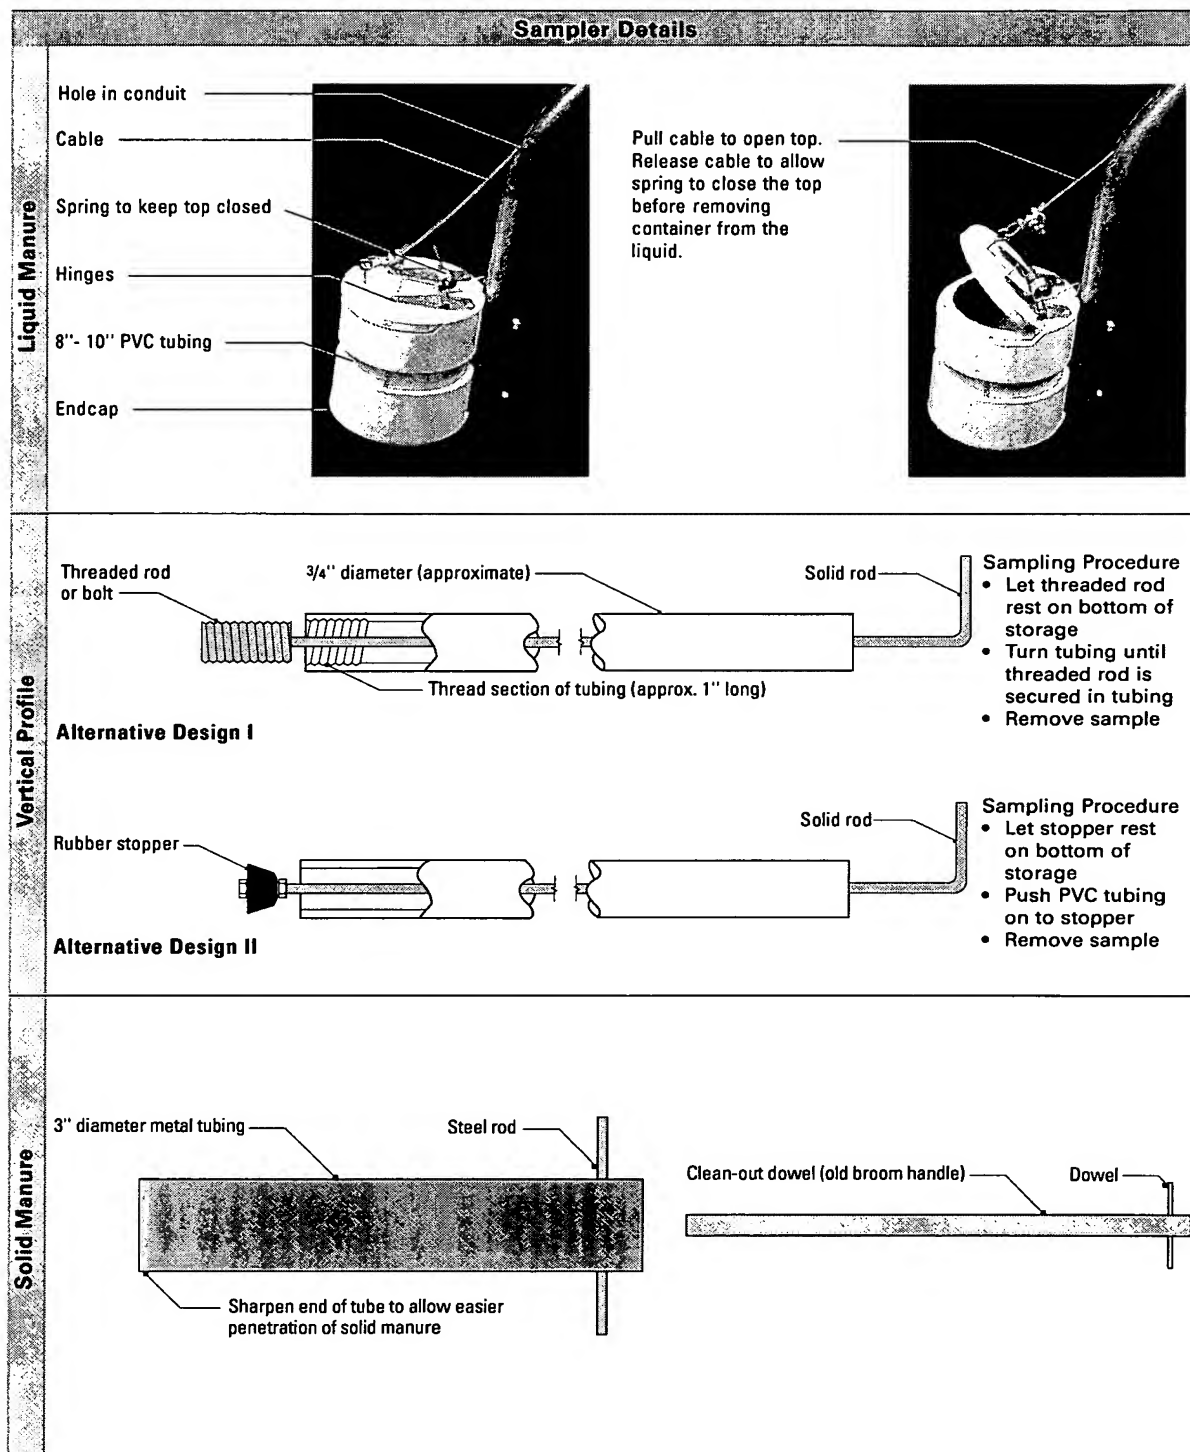 Sampler Details
Liquid Manure
Hole in conduit
Cable
Spring to keep top closed
Hinges
8"- 10" PVC tubing
Endcap
Pull cable to open top.
Release cable to allow
spring to close the top
before removing
container from the
liquid.
Vertical Profile
Threaded rod
or bolt
3/4" diameter (approximate)
Solid rod
Thread section of tubing (approx. 1" long)
Alternative Design I
Sampling Procedure
• Let threaded rod
rest on bottom of
storage
• Turn tubing until
threaded rod is
secured in tubing
• Remove sample
Rubber stopper
Solid rod
Alternative Design II
Sampling Procedure
• Let stopper rest
on bottom of
storage
• Push PVC tubing
on to stopper
• Remove sample
Solid Manure
3" diameter metal tubing
Steel rod
Sharpen end of tube to allow easier
penetration of solid manure
Clean-out dowel (old broom handle)
Dowel